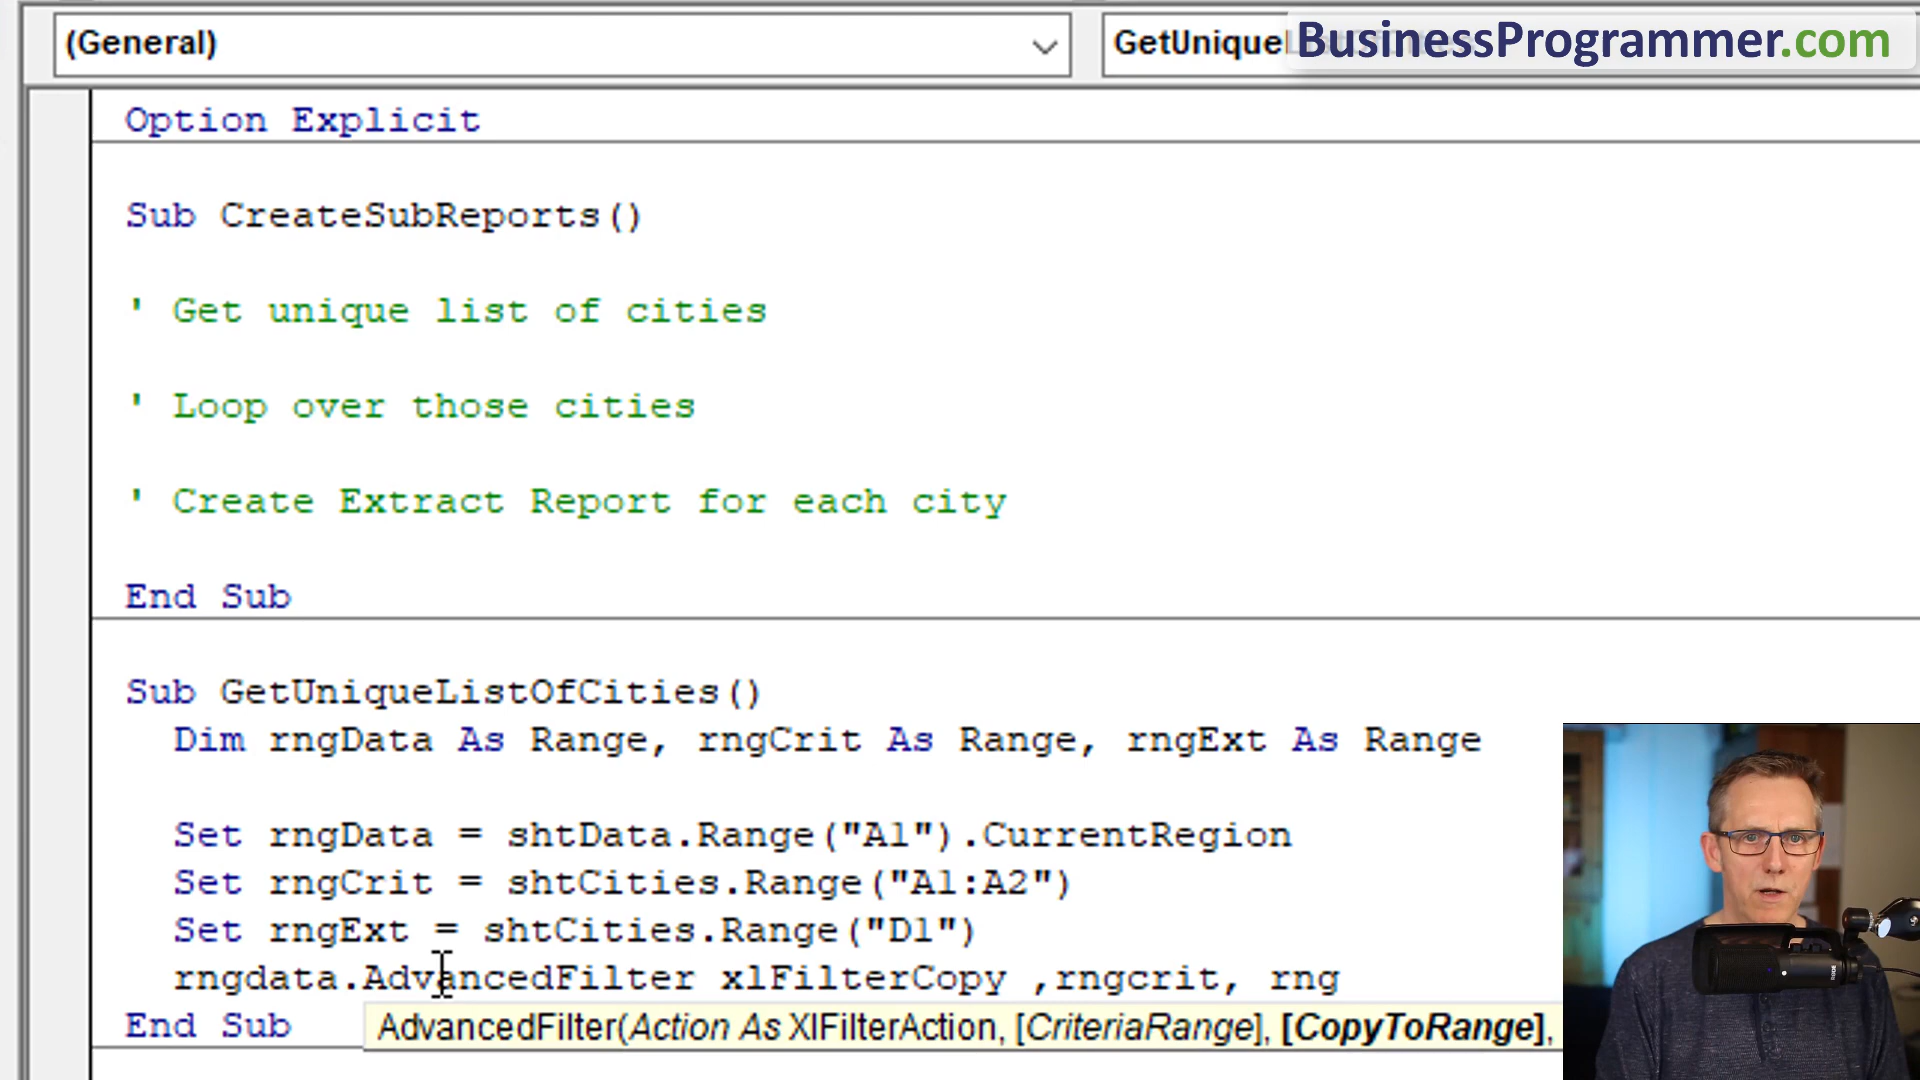 (General)
GetUnique
BusinessProgrammer.com
Option Explicit
Sub CreateSubReports()
' Get unique list of cities
' Loop over those cities
' Create Extract Report for each city
End Sub
Sub GetUniqueListOfCities()
Dim rngData As Range, rngCrit As Range, rngExt As Range
Set rngData = shtData.Range("A1").CurrentRegion
Set rngCrit = shtCities.Range("A1:A2")
Set rngExt = shtCities.Range("D1")
rngdata.AdvancedFilter xlFilterCopy ,rngcrit, rng
End Sub
AdvancedFilter(Action As XlFilterAction, [CriteriaRange], [CopyToRange],